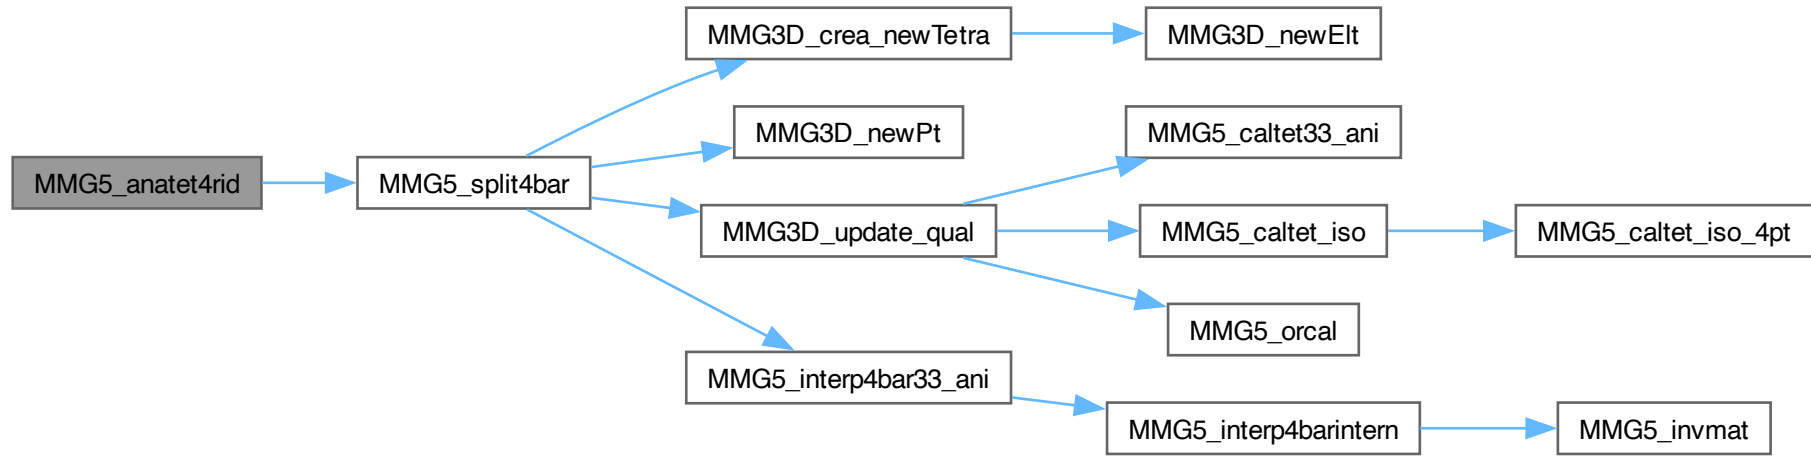 MMG5_anatet4rid
MMG5_split4bar
MMG3D_crea_newTetra
MMG3D_newElt
MMG3D_newPt
MMG3D_update_qual
MMG5_caltet33_ani
MMG5_caltet_iso
MMG5_caltet_iso_4pt
MMG5_orcal
MMG5_interp4bar33_ani
MMG5_interp4barintern
MMG5_invmat